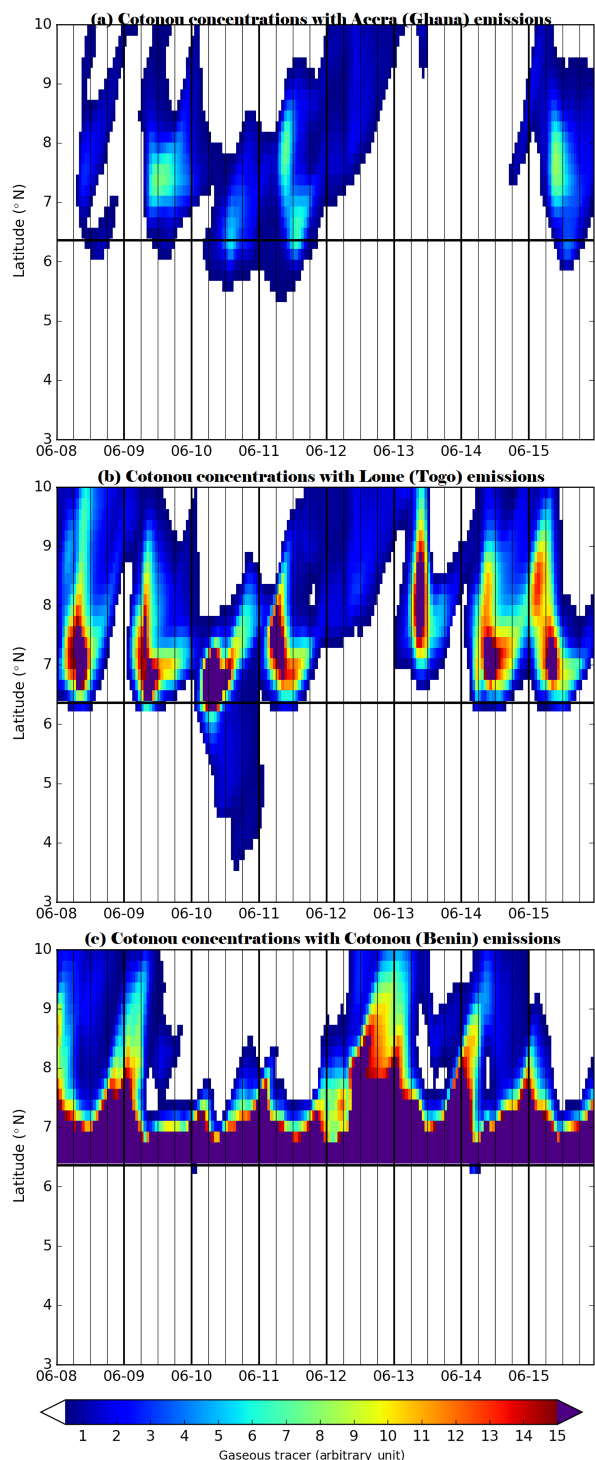 (a) Cotonou concentrations with Accra (Ghana) emissions
10
9
8
7
6
5
4
3
Latitude (°N)
06-08 06-09 06-10 06-11 06-12 06-13 06-14 06-15
(b) Cotonou concentrations with Lome (Togo) emissions
10
9
8
7
6
5
4
3
Latitude (°N)
06-08 06-09 06-10 06-11 06-12 06-13 06-14 06-15
(c) Cotonou concentrations with Cotonou (Benin) emissions
10
9
8
7
6
5
4
3
Latitude (°N)
06-08 06-09 06-10 06-11 06-12 06-13 06-14 06-15
1 2 3 4 5 6 7 8 9 10 11 12 13 14 15
Gaseous tracer (arbitrary unit)